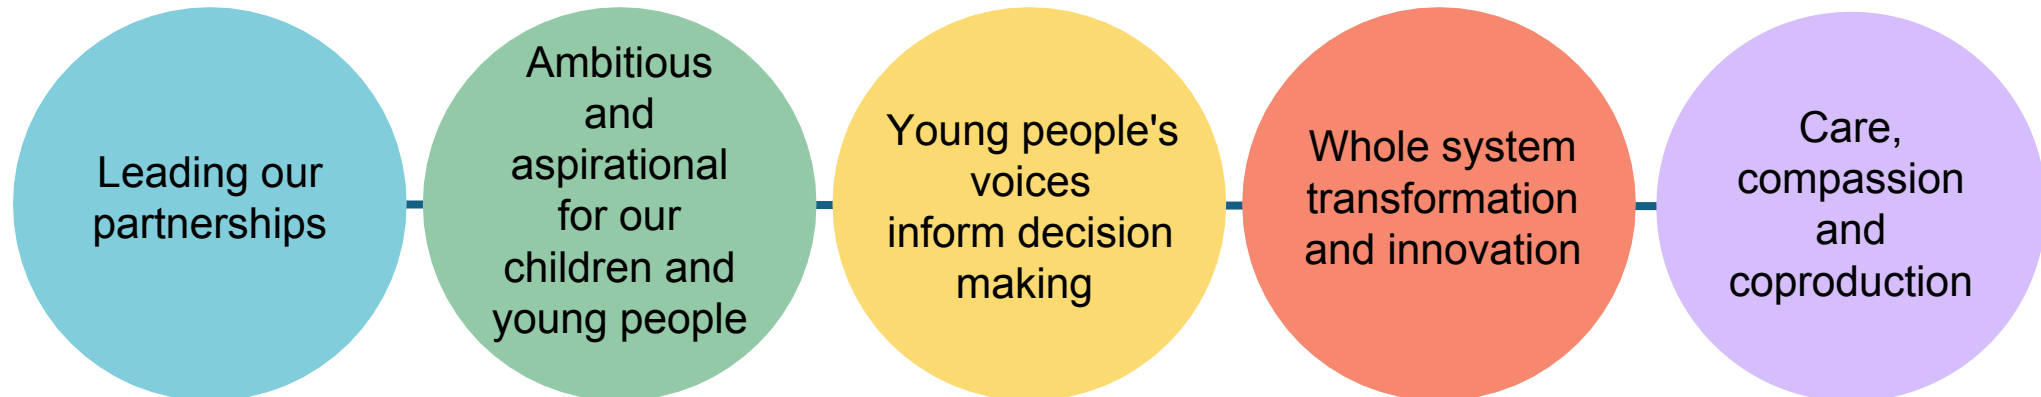 Leading our
partnerships
Ambitious
and
aspirational
for our
children and
young people
Young people's
voices
inform decision
making
Whole system
transformation
and innovation
Care,
compassion
and
coproduction